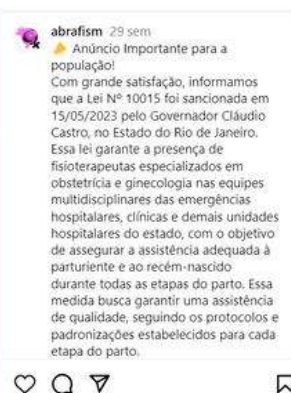 abrafism 29 sem
Anúncio Importante para a
população!
Com grande satisfação, informamos
que a Lei Nº 10015 foi sancionada em
15/05/2023 pelo Governador Cláudio
Castro, no Estado do Rio de Janeiro.
Essa lei garante a presença de
fisioterapeutas especializados em
obstetrícia e ginecologia nas equipes
multidisciplinares das emergências
hospitalares, clínicas e demais unidades
hospitalares do estado, com o objetivo
de assegurar a assistência adequada à
parturiente e ao recém-nascido
durante todas as etapas do parto. Essa
medida busca garantir uma assistência
de qualidade, seguindo os protocolos e
padronizações estabelecidos para cada
etapa do parto.